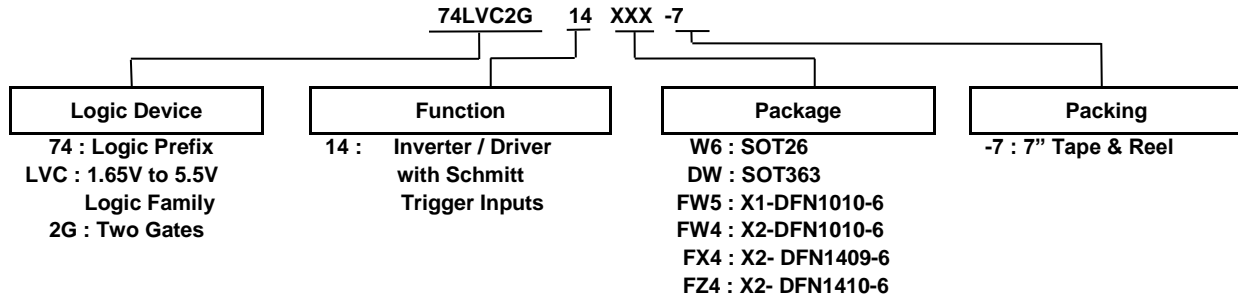 74LVC2G 14 XXX -7
Logic Device
74 : Logic Prefix
LVC : 1.65V to 5.5V
Logic Family
2G : Two Gates
Function
14 : Inverter / Driver
with Schmitt
Trigger Inputs
Package
W6 : SOT26
DW : SOT363
FW5 : X1-DFN1010-6
FW4 : X2-DFN1010-6
FX4 : X2- DFN1409-6
FZ4 : X2- DFN1410-6
Packing
-7 : 7” Tape & Reel